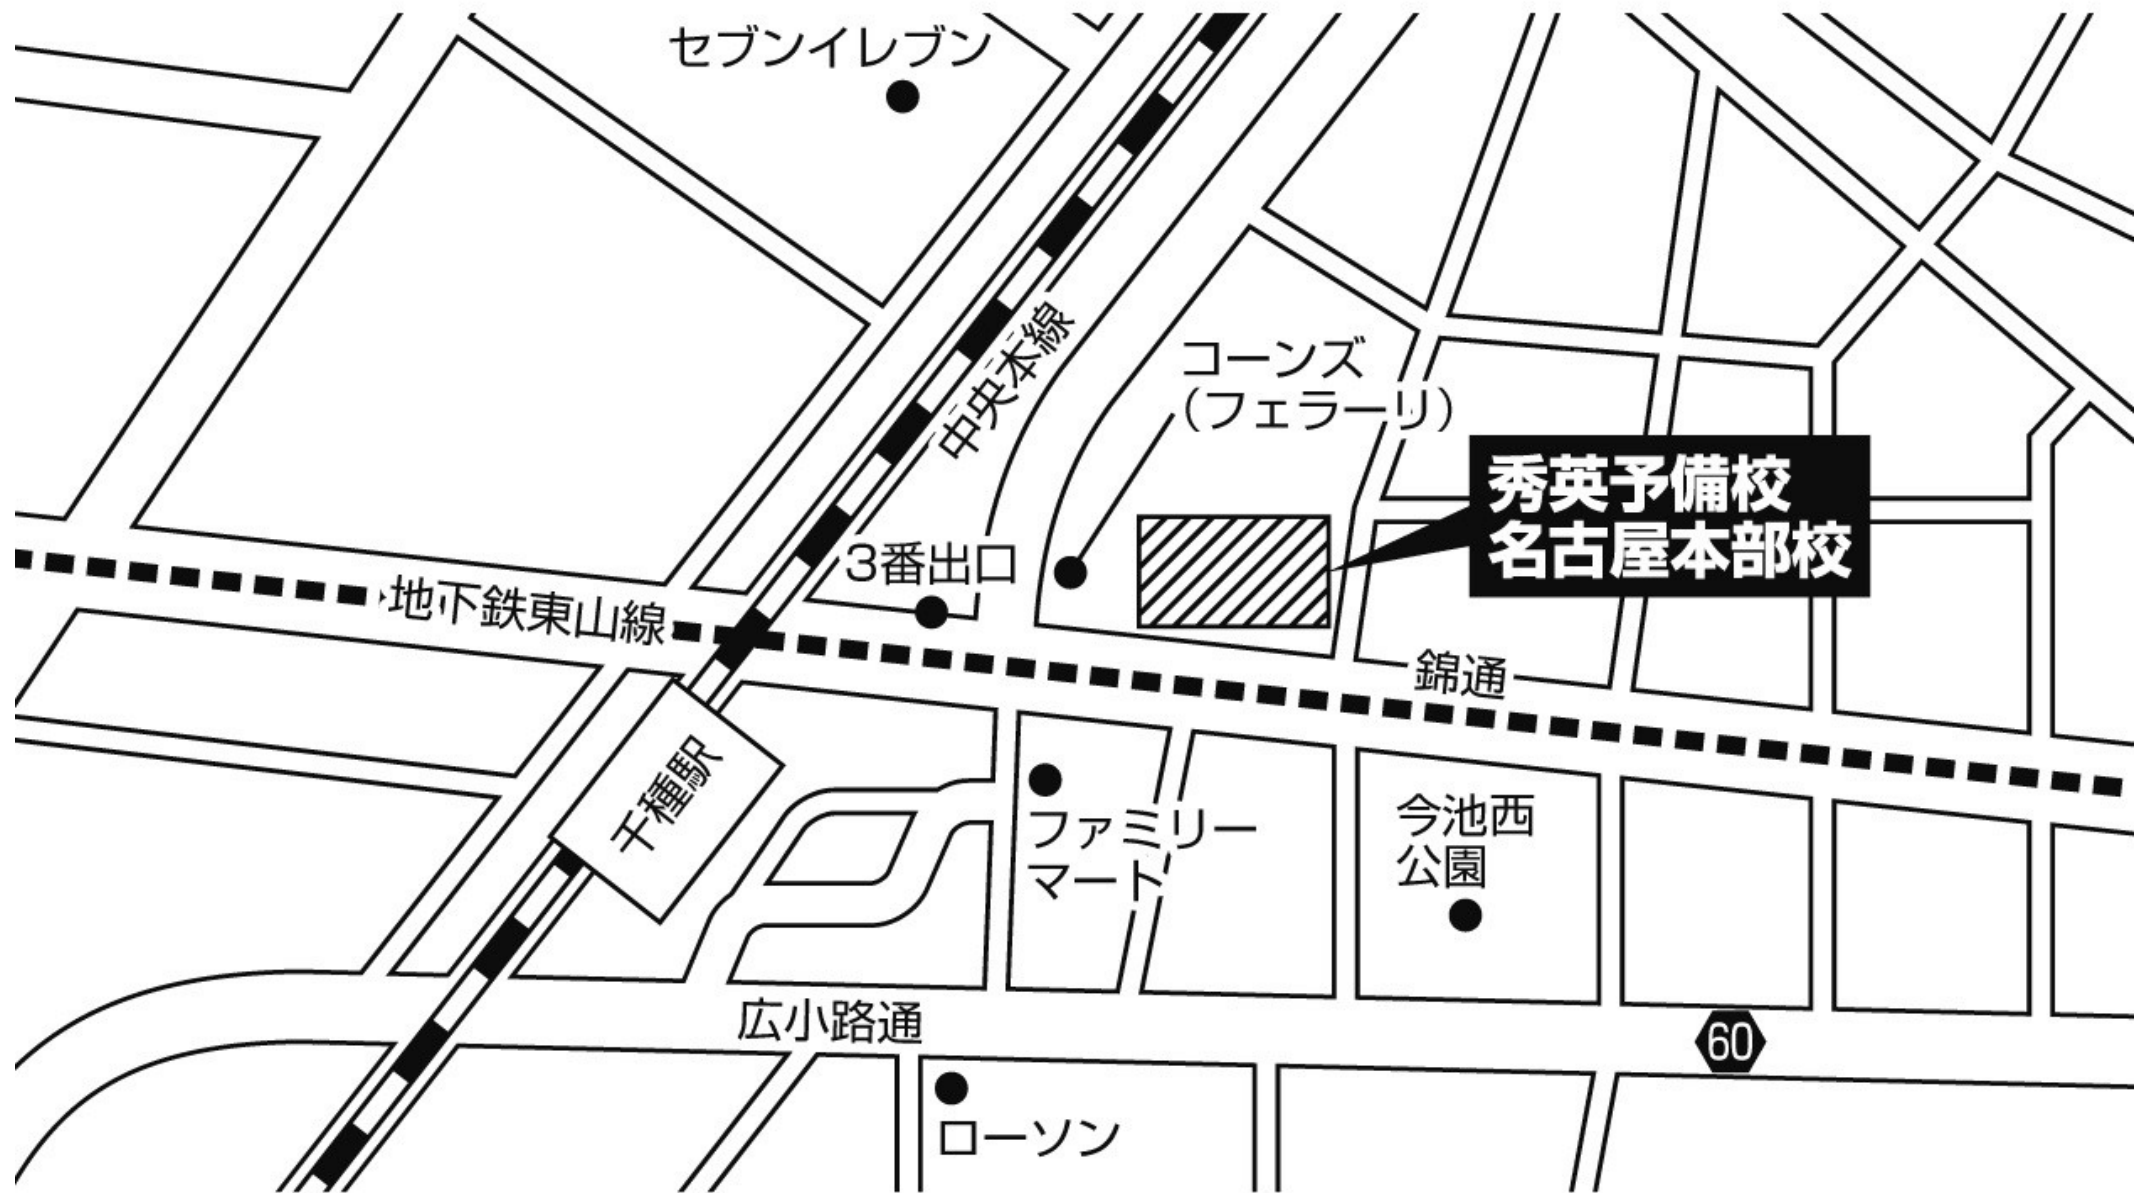 セブンイレブン
中央本線
コーンズ
（フェラーリ）
秀英予備校
名古屋本部校
3番出口
地下鉄東山線
錦通
千種駅
ファミリー
マート
今池西
公園
広小路通
60
ローソン